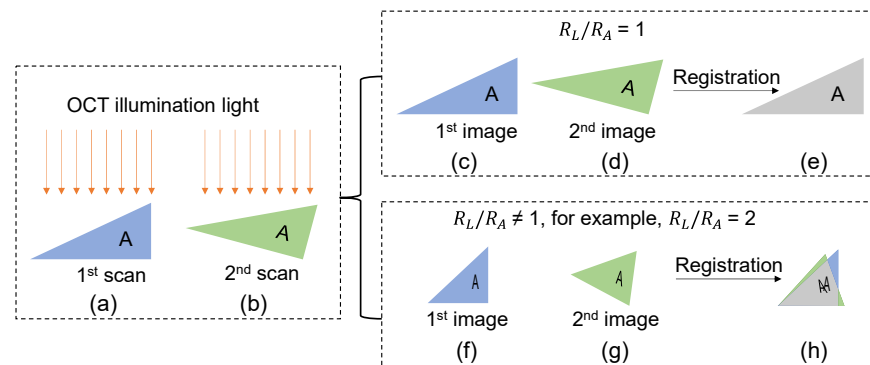 OCT illumination light
A
A
1st scan
2nd scan
(a)
(b)
R_L/R_A = 1
A
A
Registration
A
1st image
2nd image
(c)
(d)
(e)
R_L/R_A ≠ 1, for example, R_L/R_A = 2
A
A
Registration
A
A
1st image
2nd image
(f)
(g)
(h)